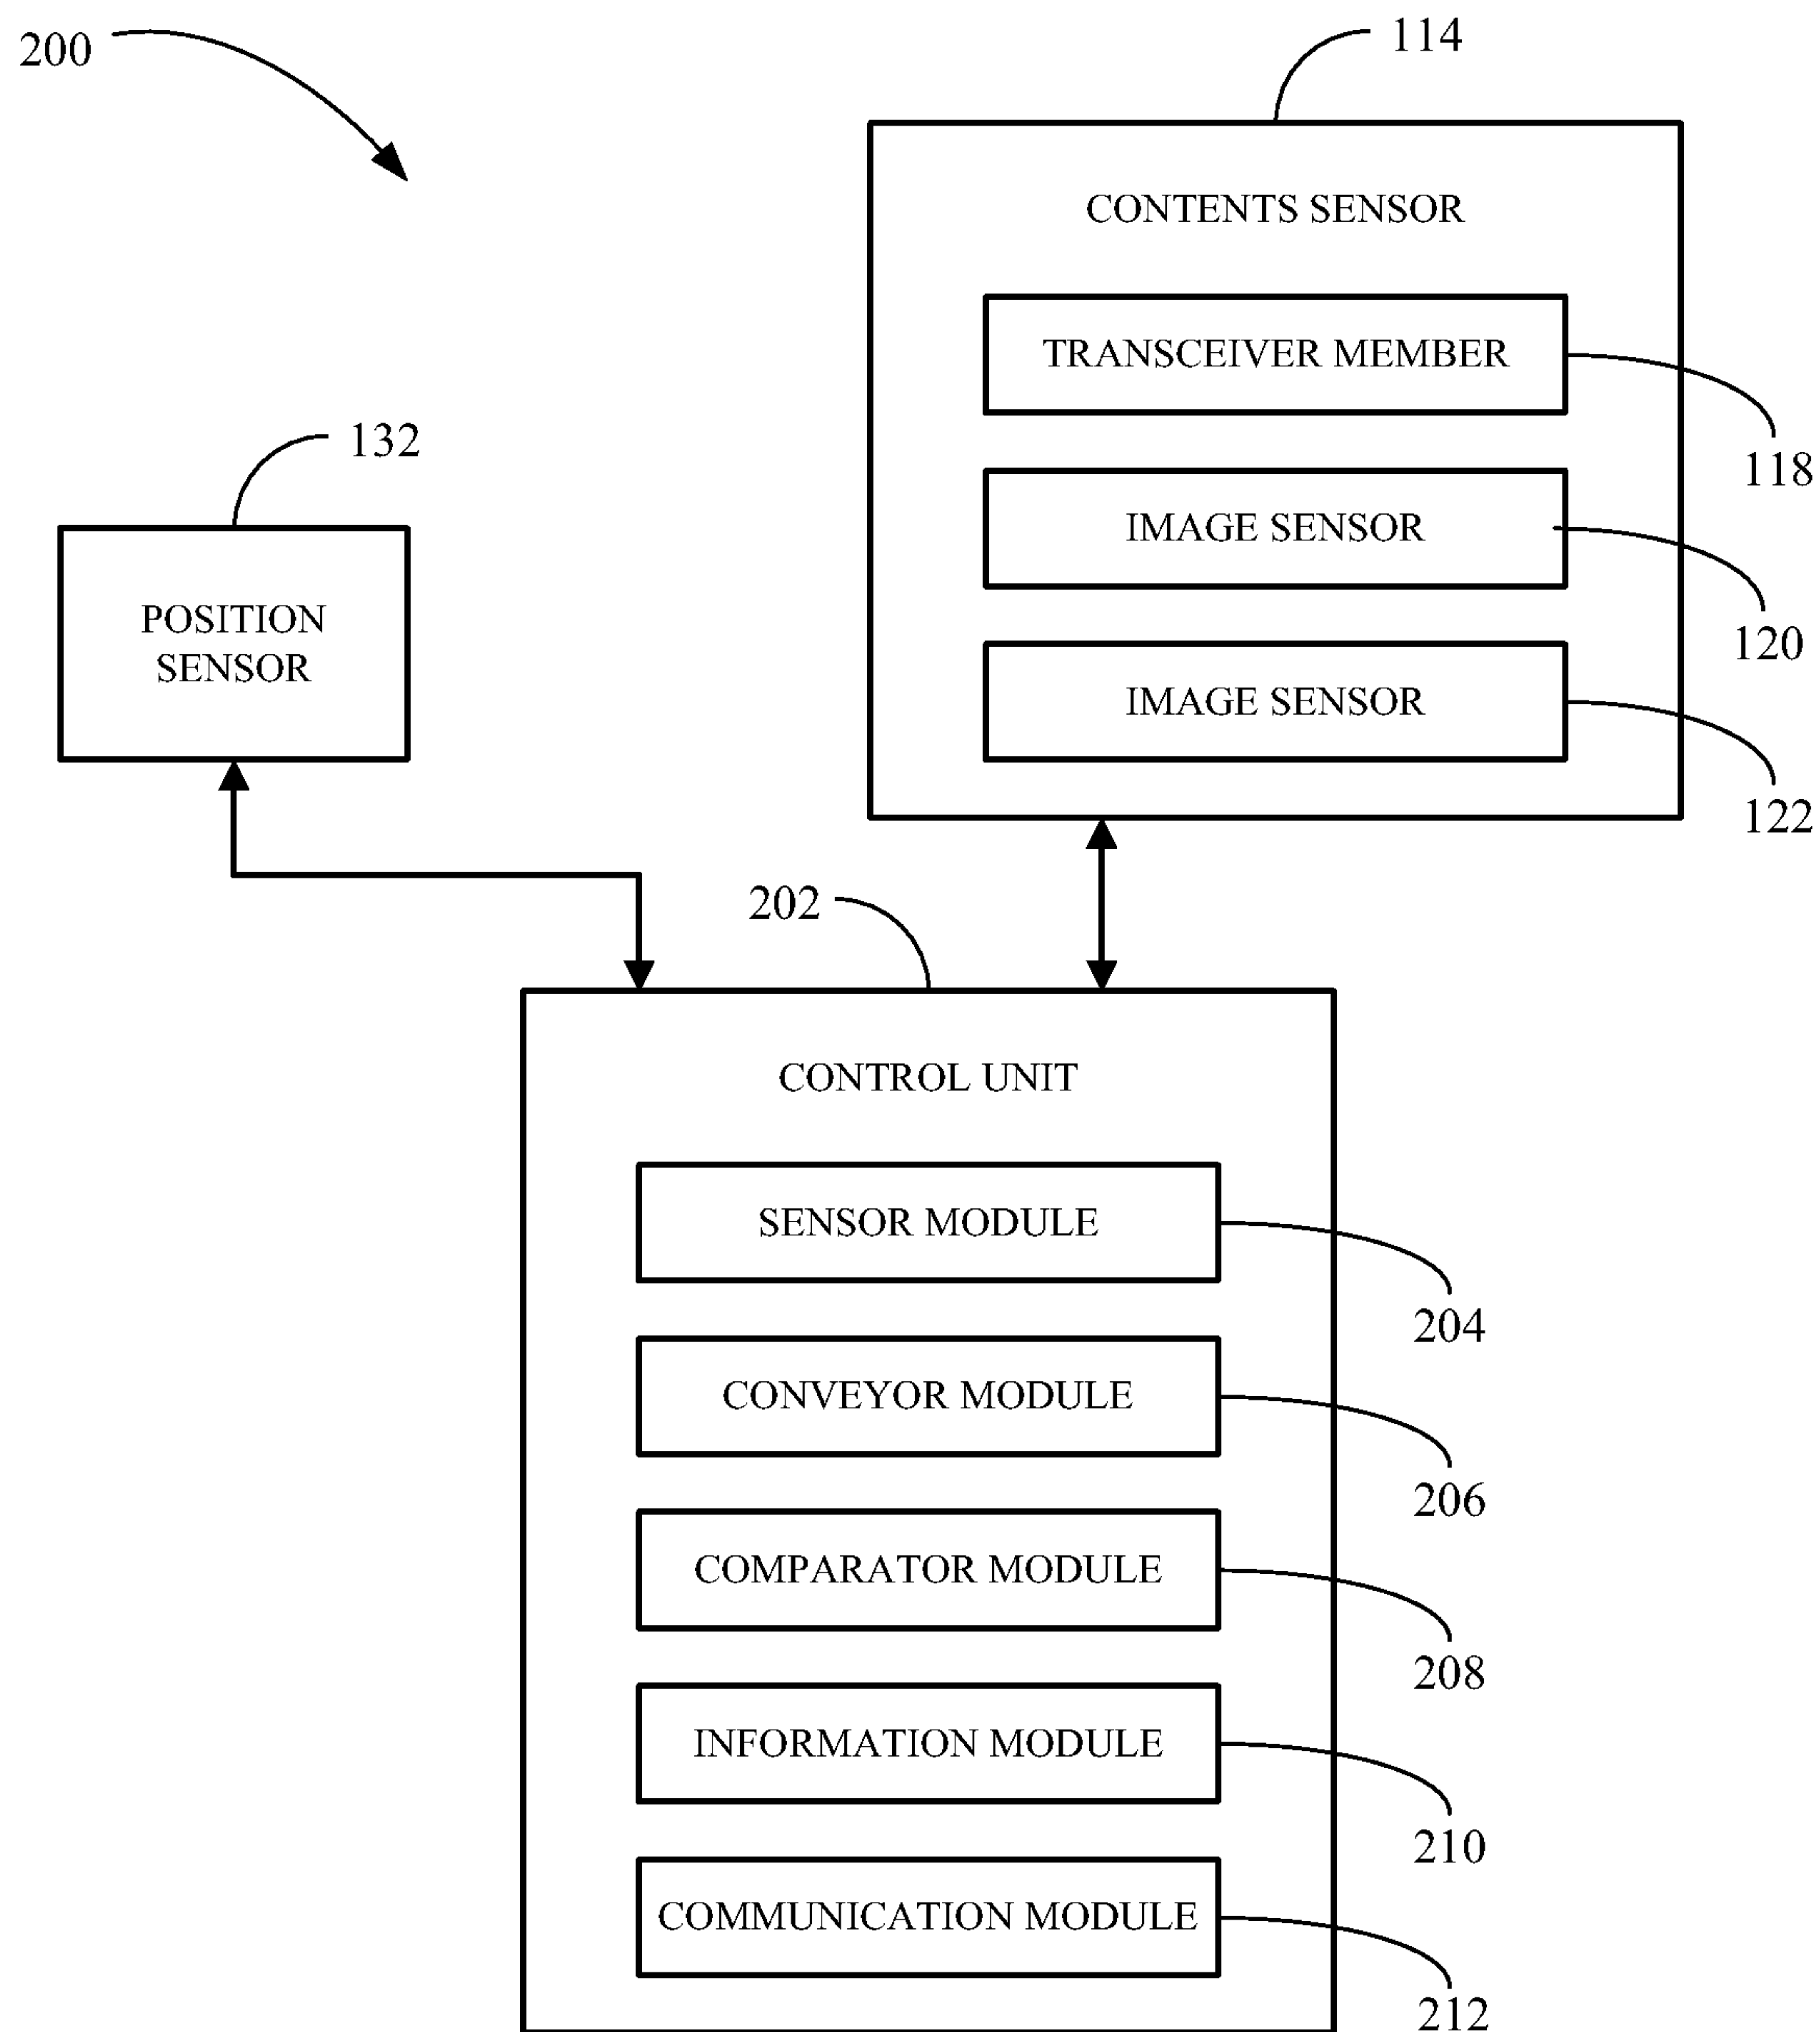 200
114
CONTENTS SENSOR
TRANSCEIVER MEMBER
118
132
IMAGE SENSOR
120
POSITION
SENSOR
IMAGE SENSOR
122
202
CONTROL UNIT
SENSOR MODULE
204
CONVEYOR MODULE
206
COMPARATOR MODULE
208
INFORMATION MODULE
210
COMMUNICATION MODULE
212